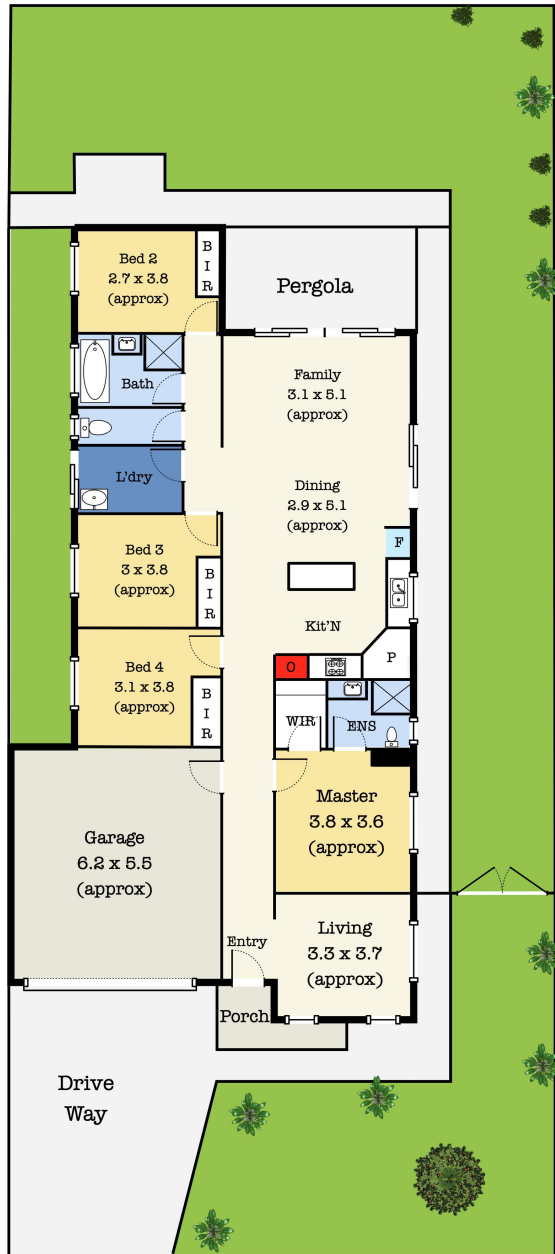 Bed 2
2.7 x 3.8
(approx)
B
I
R
Pergola
Bath
Family
3.1 x 5.1
(approx)
L'dry
Dining
2.9 x 5.1
(approx)
F
Bed 3
3 x 3.8
(approx)
B
I
R
Kit'N
Bed 4
3.1 x 3.8
(approx)
B
I
R
O
P
WIR
ENS
Master
3.8 x 3.6
(approx)
Garage
6.2 x 5.5
(approx)
Living
3.3 x 3.7
(approx)
Entry
Porch
Drive
Way